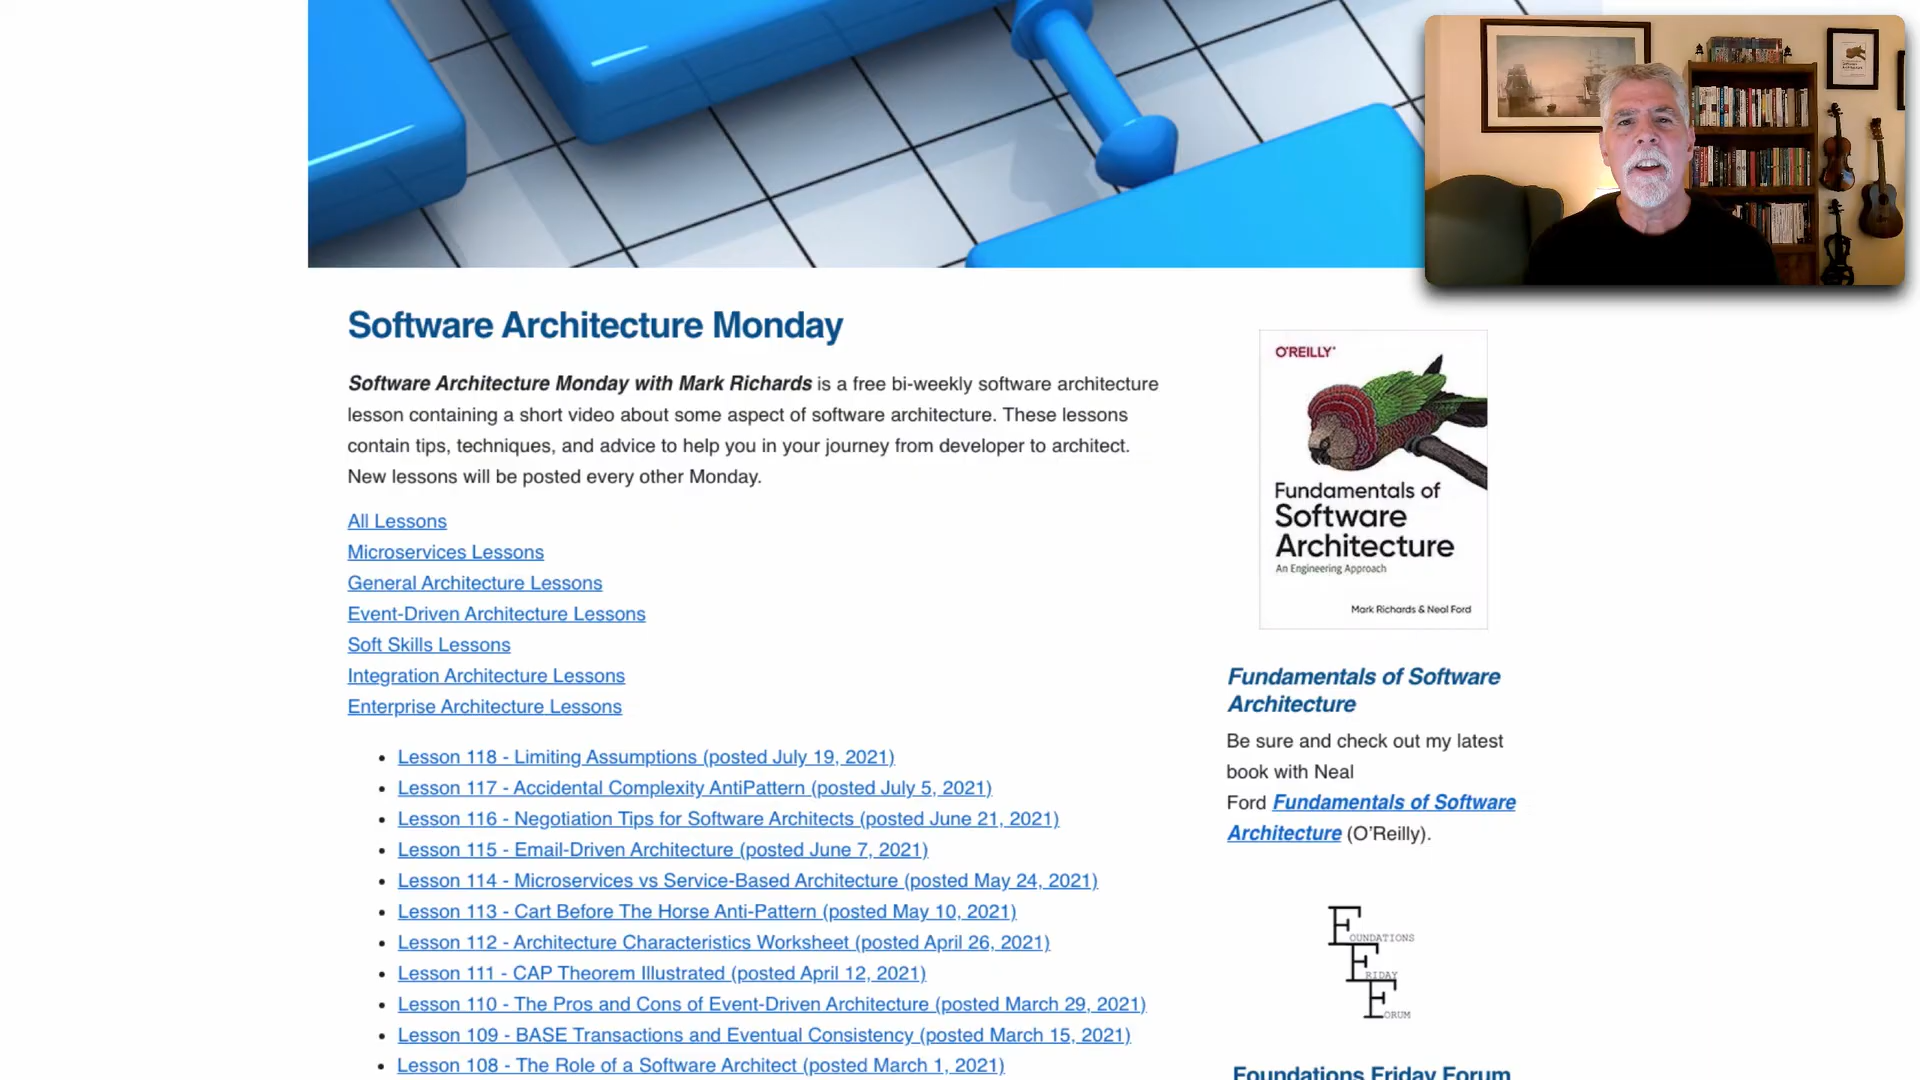 Software Architecture Monday
Software Architecture Monday with Mark Richards is a free bi-weekly software architecture
lesson containing a short video about some aspect of software architecture. These lessons
contain tips, techniques, and advice to help you in your journey from developer to architect.
New lessons will be posted every other Monday.
All Lessons
Microservices Lessons
General Architecture Lessons
Event-Driven Architecture Lessons
Soft Skills Lessons
Integration Architecture Lessons
Enterprise Architecture Lessons
• Lesson 118 - Limiting Assumptions (posted July 19, 2021)
• Lesson 117 - Accidental Complexity AntiPattern (posted July 5, 2021)
• Lesson 116 - Negotiation Tips for Software Architects (posted June 21, 2021)
• Lesson 115 - Email-Driven Architecture (posted June 7, 2021)
• Lesson 114 - Microservices vs Service-Based Architecture (posted May 24, 2021)
• Lesson 113 - Cart Before The Horse Anti-Pattern (posted May 10, 2021)
• Lesson 112 - Architecture Characteristics Worksheet (posted April 26, 2021)
• Lesson 111 - CAP Theorem Illustrated (posted April 12, 2021)
• Lesson 110 - The Pros and Cons of Event-Driven Architecture (posted March 29, 2021)
• Lesson 109 - BASE Transactions and Eventual Consistency (posted March 15, 2021)
• Lesson 108 - The Role of a Software Architect (posted March 1, 2021)
O'REILLY®
Fundamentals of
Software
Architecture
An Engineering Approach
Mark Richards & Neal Ford
Fundamentals of Software
Architecture
Be sure and check out my latest
book with Neal
Ford Fundamentals of Software
Architecture (O’Reilly).
FOUNDATIONS
FRIDAY
FORUM
Foundations Friday Forum